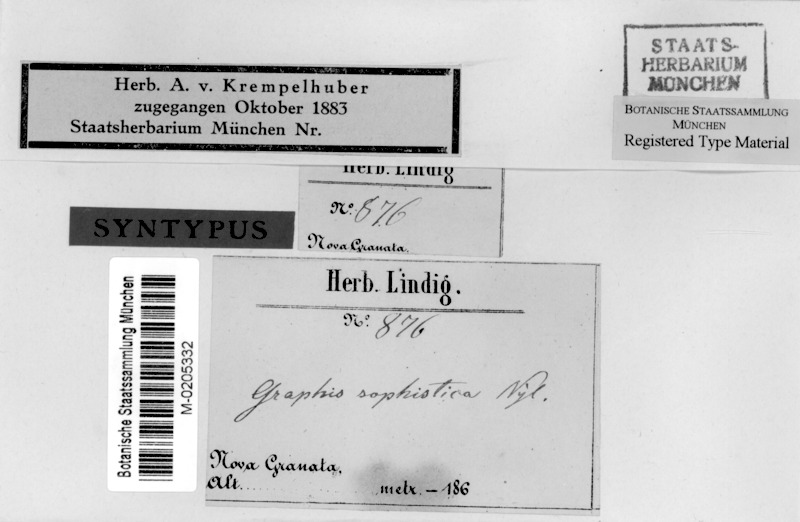 Herb. A. v. Krempelhuber
zugegangen Oktober 1883
Staatsherbarium München Nr.
STAATS-
HERBARIUM
MÜNCHEN
BOTANISCHE STAATSSAMMLUNG
MÜNCHEN
Registered Type Material
Herb. Lindig
No. 876
Nova Granata.
SYNTYPUS
Botanische Staatssammlung München
M-0205332
Herb. Lindig.
No. 876
Graphis sophistica Nyl.
Nova Granata.
Alt. metr. - 186